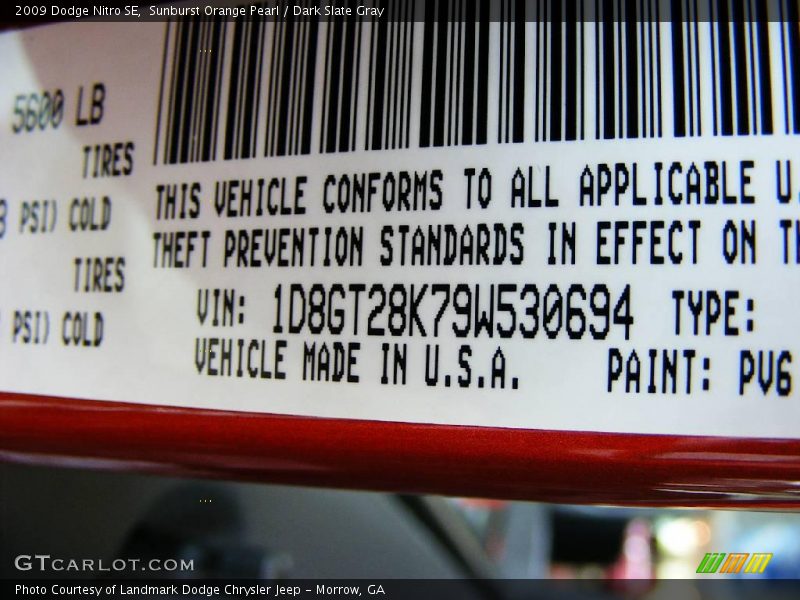 2009 Dodge Nitro SE,  Sunburst Orange Pearl / Dark Slate Gray
5600 LB
TIRES
PSI) COLD
TIRES
PSI) COLD
THIS VEHICLE CONFORMS TO ALL APPLICABLE U.
THEFT PREVENTION STANDARDS IN EFFECT ON TH
VIN: 1D8GT28K79W530694 TYPE:
VEHICLE MADE IN U.S.A. PAINT: PV6
GTCARLOT.COM
Photo Courtesy of Landmark Dodge Chrysler Jeep - Morrow, GA